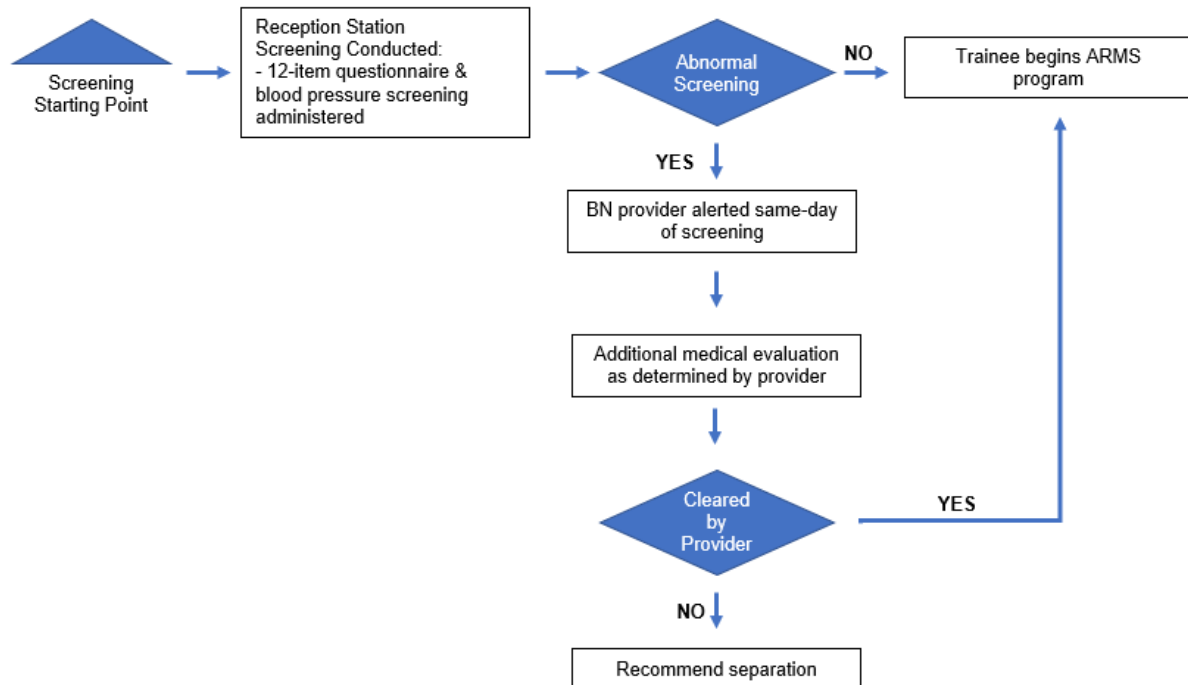 Screening
Starting Point
Reception Station
Screening Conducted:
- 12-item questionnaire &
blood pressure screening
administered
Abnormal
Screening
NO
Trainee begins ARMS
program
YES
BN provider alerted same-day
of screening
Additional medical evaluation
as determined by provider
Cleared
by
Provider
YES
NO
Recommend separation